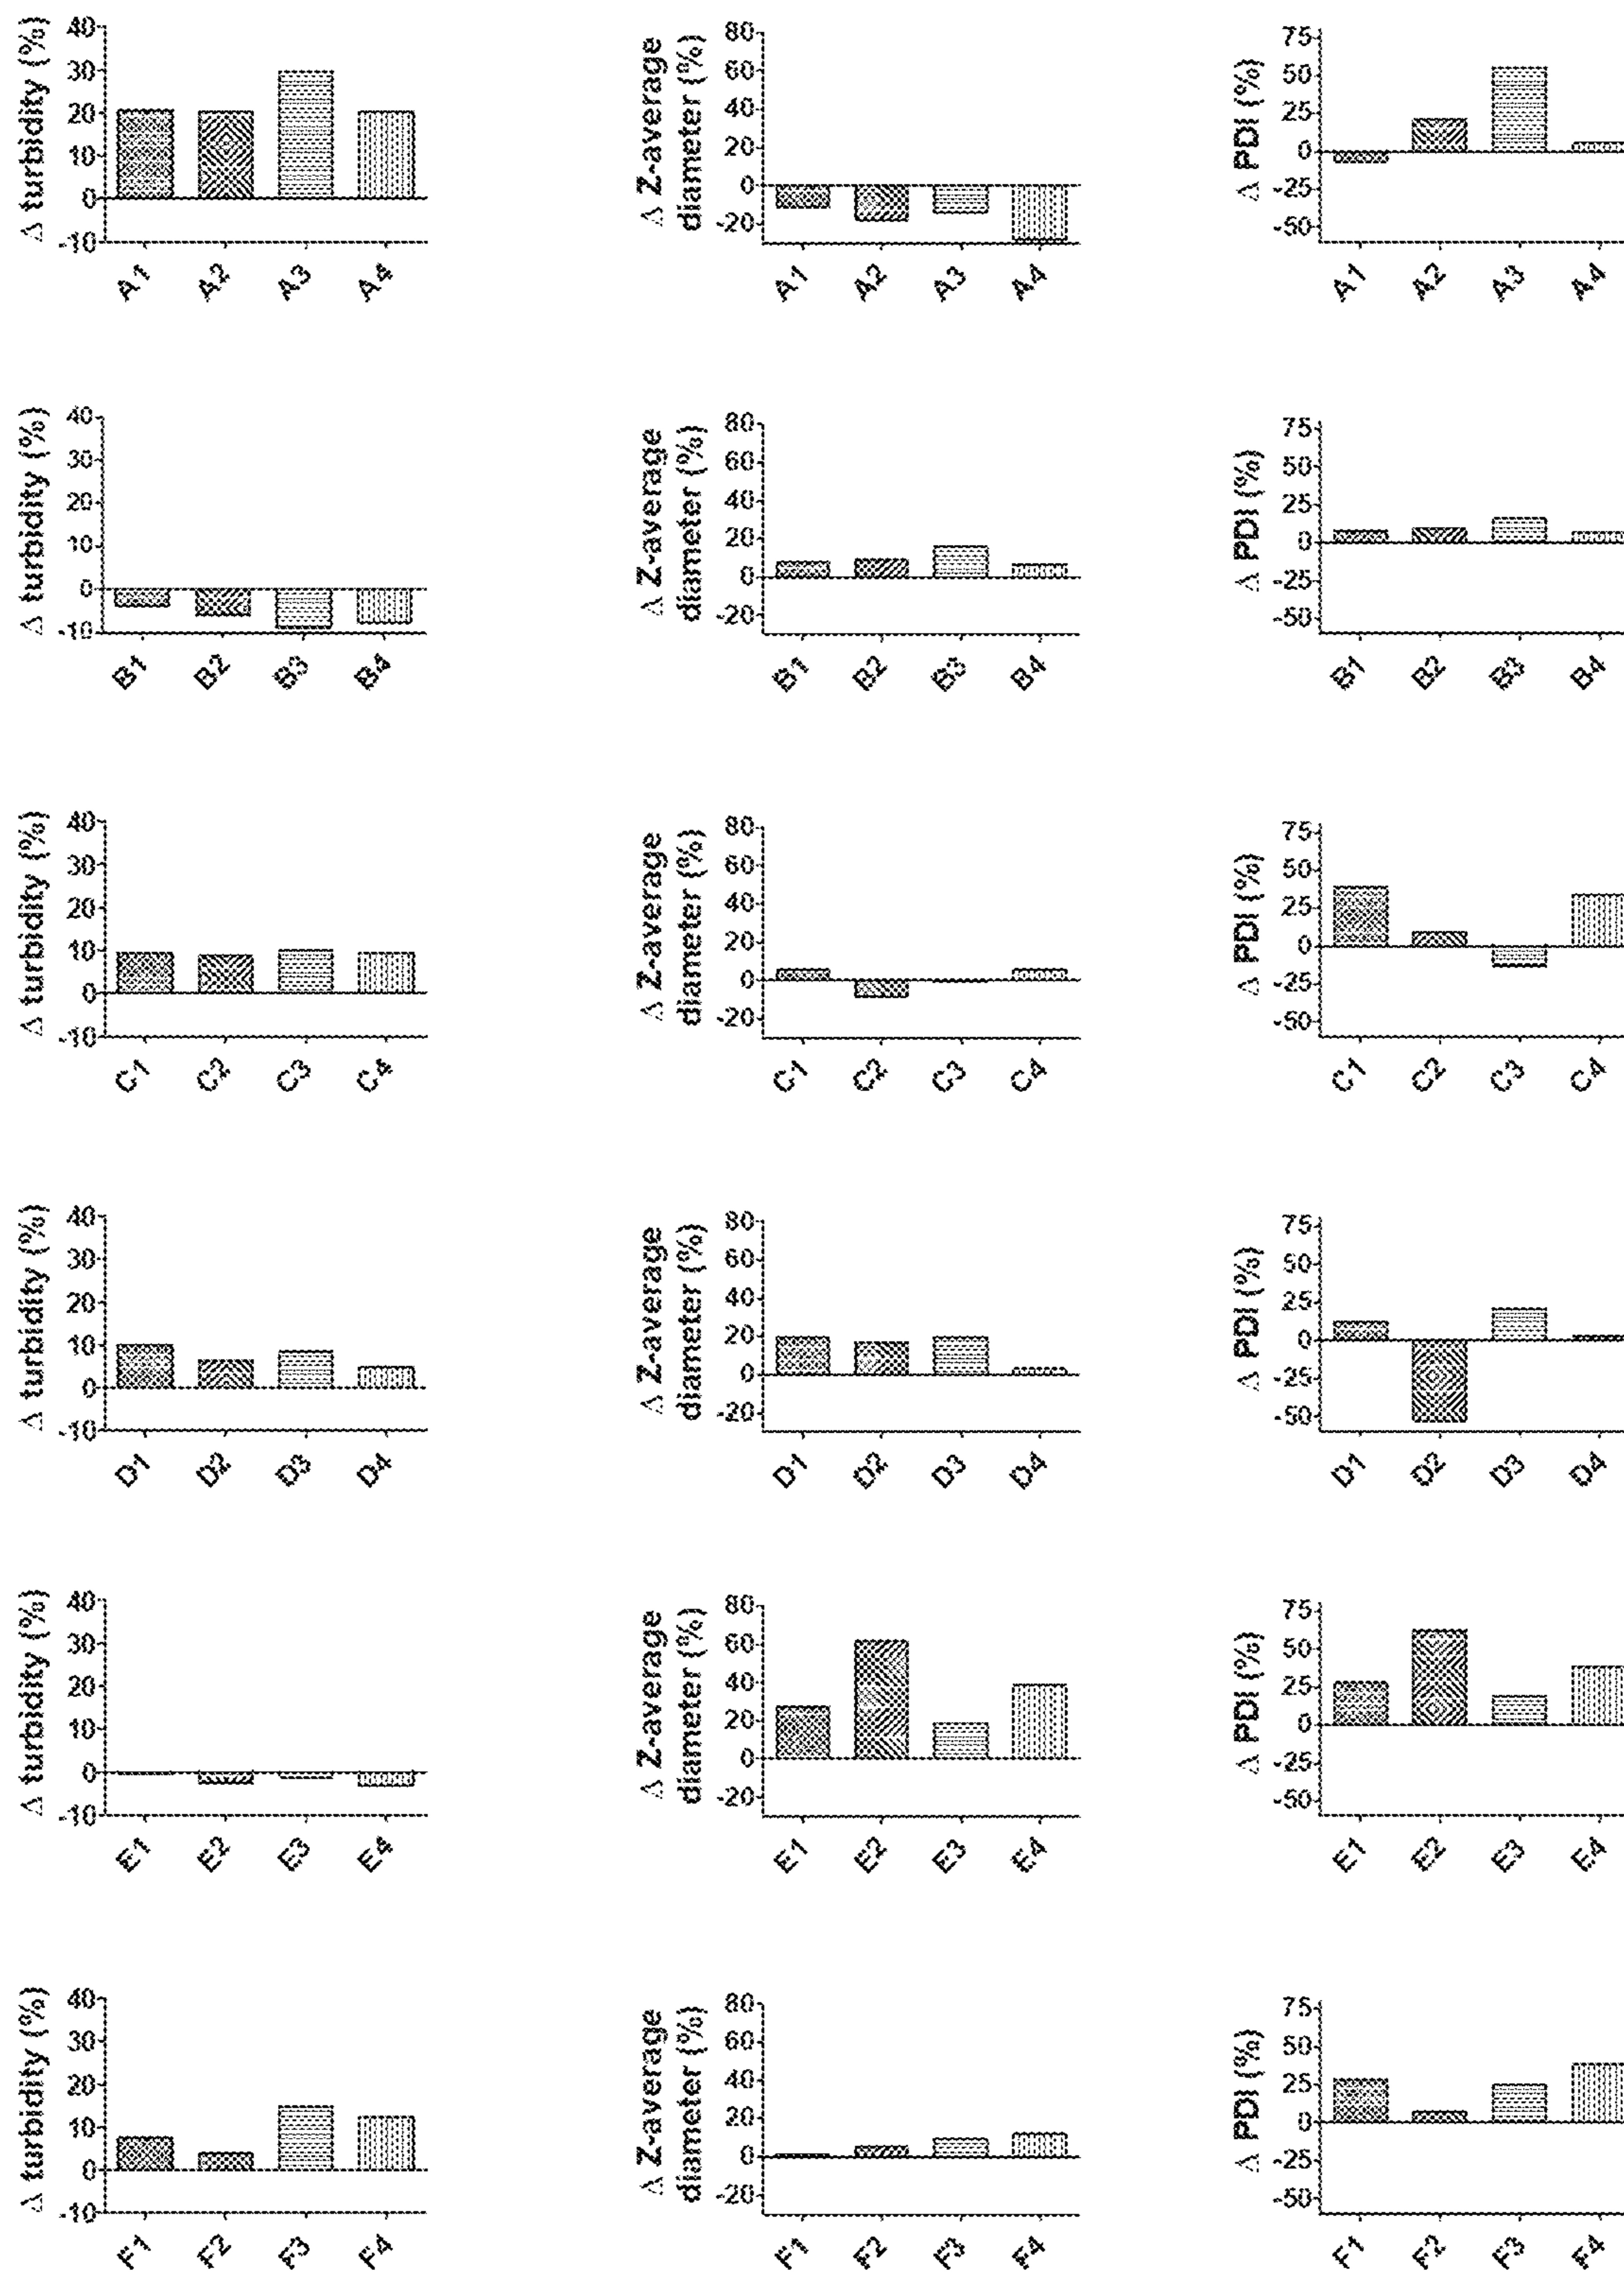 Δ turbidity (%)
40
30
20
10
0
-10
A1 A2 A3 A4
Δ Z-average
diameter (%)
80
60
40
20
0
-20
A1 A2 A3 A4
Δ PDI (%)
75
50
25
0
-25
-50
A1 A2 A3 A4
Δ turbidity (%)
40
30
20
10
0
-10
B1 B2 B3 B4
Δ Z-average
diameter (%)
80
60
40
20
0
-20
B1 B2 B3 B4
Δ PDI (%)
75
50
25
0
-25
-50
B1 B2 B3 B4
Δ turbidity (%)
40
30
20
10
0
-10
C1 C2 C3 C4
Δ Z-average
diameter (%)
80
60
40
20
0
-20
C1 C2 C3 C4
Δ PDI (%)
75
50
25
0
-25
-50
C1 C2 C3 C4
Δ turbidity (%)
40
30
20
10
0
-10
D1 D2 D3 D4
Δ Z-average
diameter (%)
80
60
40
20
0
-20
D1 D2 D3 D4
Δ PDI (%)
75
50
25
0
-25
-50
D1 D2 D3 D4
Δ turbidity (%)
40
30
20
10
0
-10
E1 E2 E3 E4
Δ Z-average
diameter (%)
80
60
40
20
0
-20
E1 E2 E3 E4
Δ PDI (%)
75
50
25
0
-25
-50
E1 E2 E3 E4
Δ turbidity (%)
40
30
20
10
0
-10
F1 F2 F3 F4
Δ Z-average
diameter (%)
80
60
40
20
0
-20
F1 F2 F3 F4
Δ PDI (%)
75
50
25
0
-25
-50
F1 F2 F3 F4